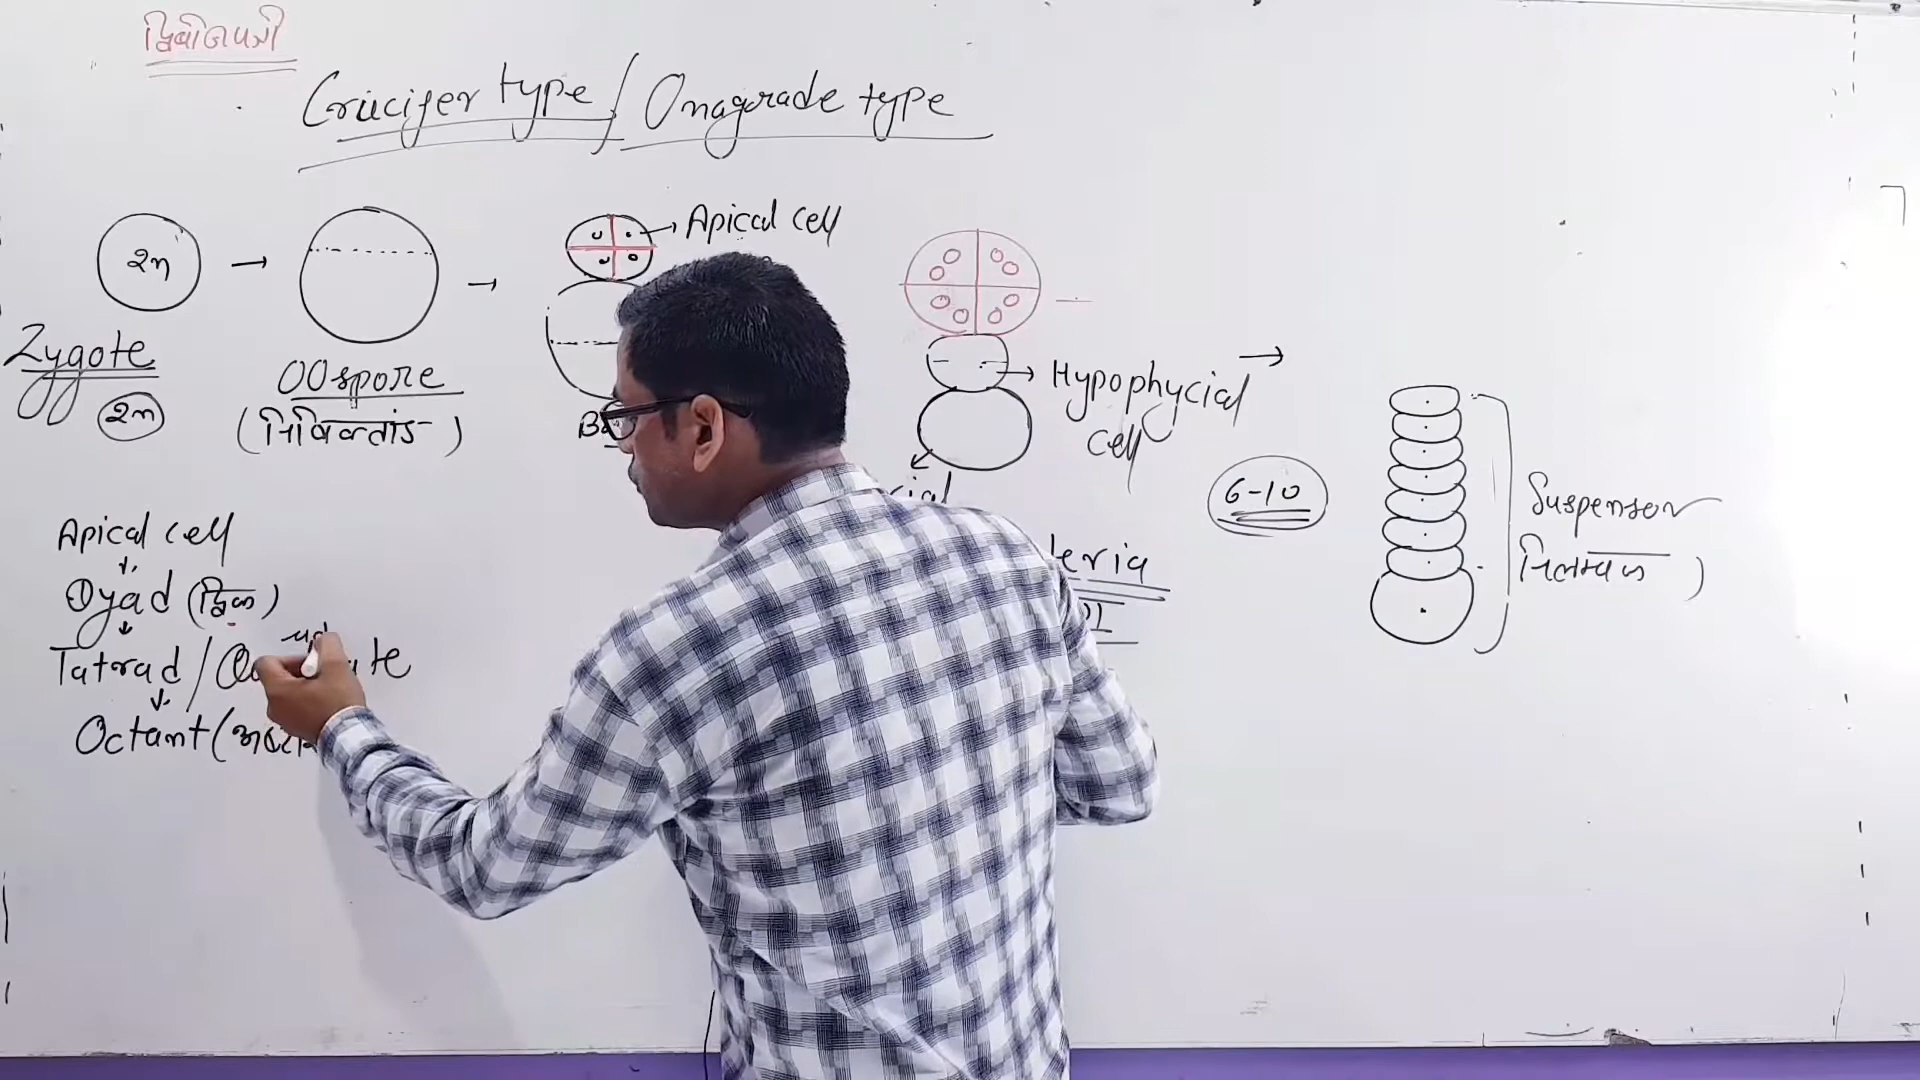 द्विबीजपत्री
Crucifer type / Onagrade type
2n
Apical cell
Zygote
2n
OOspore
(निषिक्तांड)
Hypophycial
cell
6-10
Suspensor
निलम्बक )
Apical cell
Dyad (द्विक)
Tatrad /
Octant (